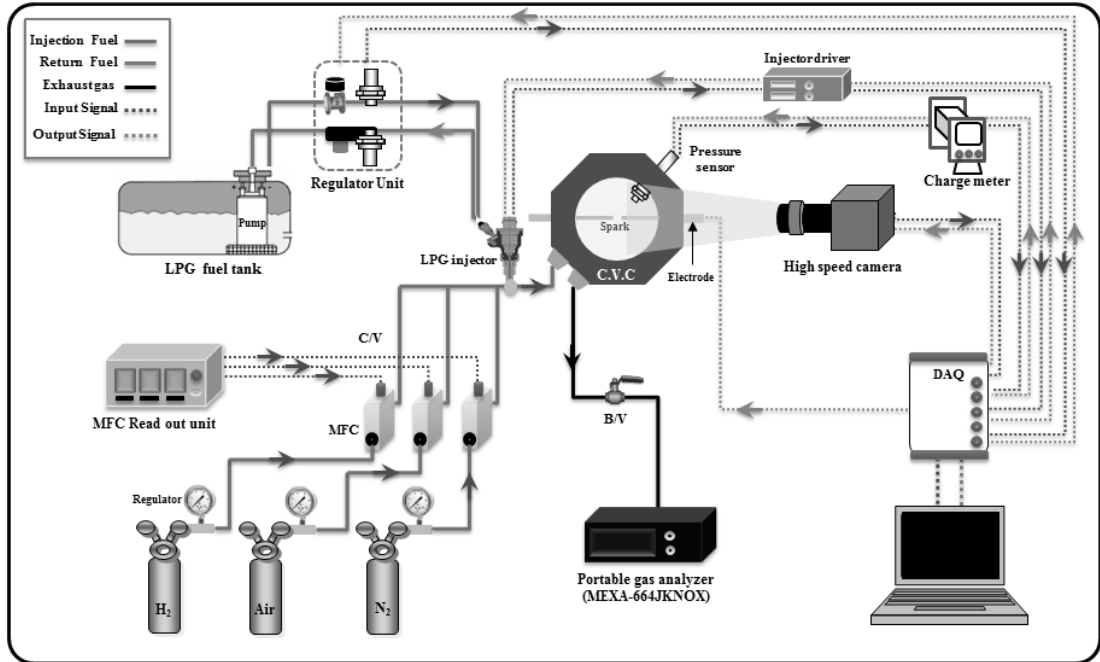 Injection Fuel
Return Fuel
Exhaust gas
Input Signal
Output Signal
Regulator Unit
Pump
LPG fuel tank
Injector driver
Pressure
sensor
Charge meter
Spark
C.V.C
Electrode
High speed camera
LPG injector
C/V
MFC Read out unit
MFC
B/V
DAQ
Regulator
H2
Air
N2
Portable gas analyzer
(MEXA-664JKNOX)